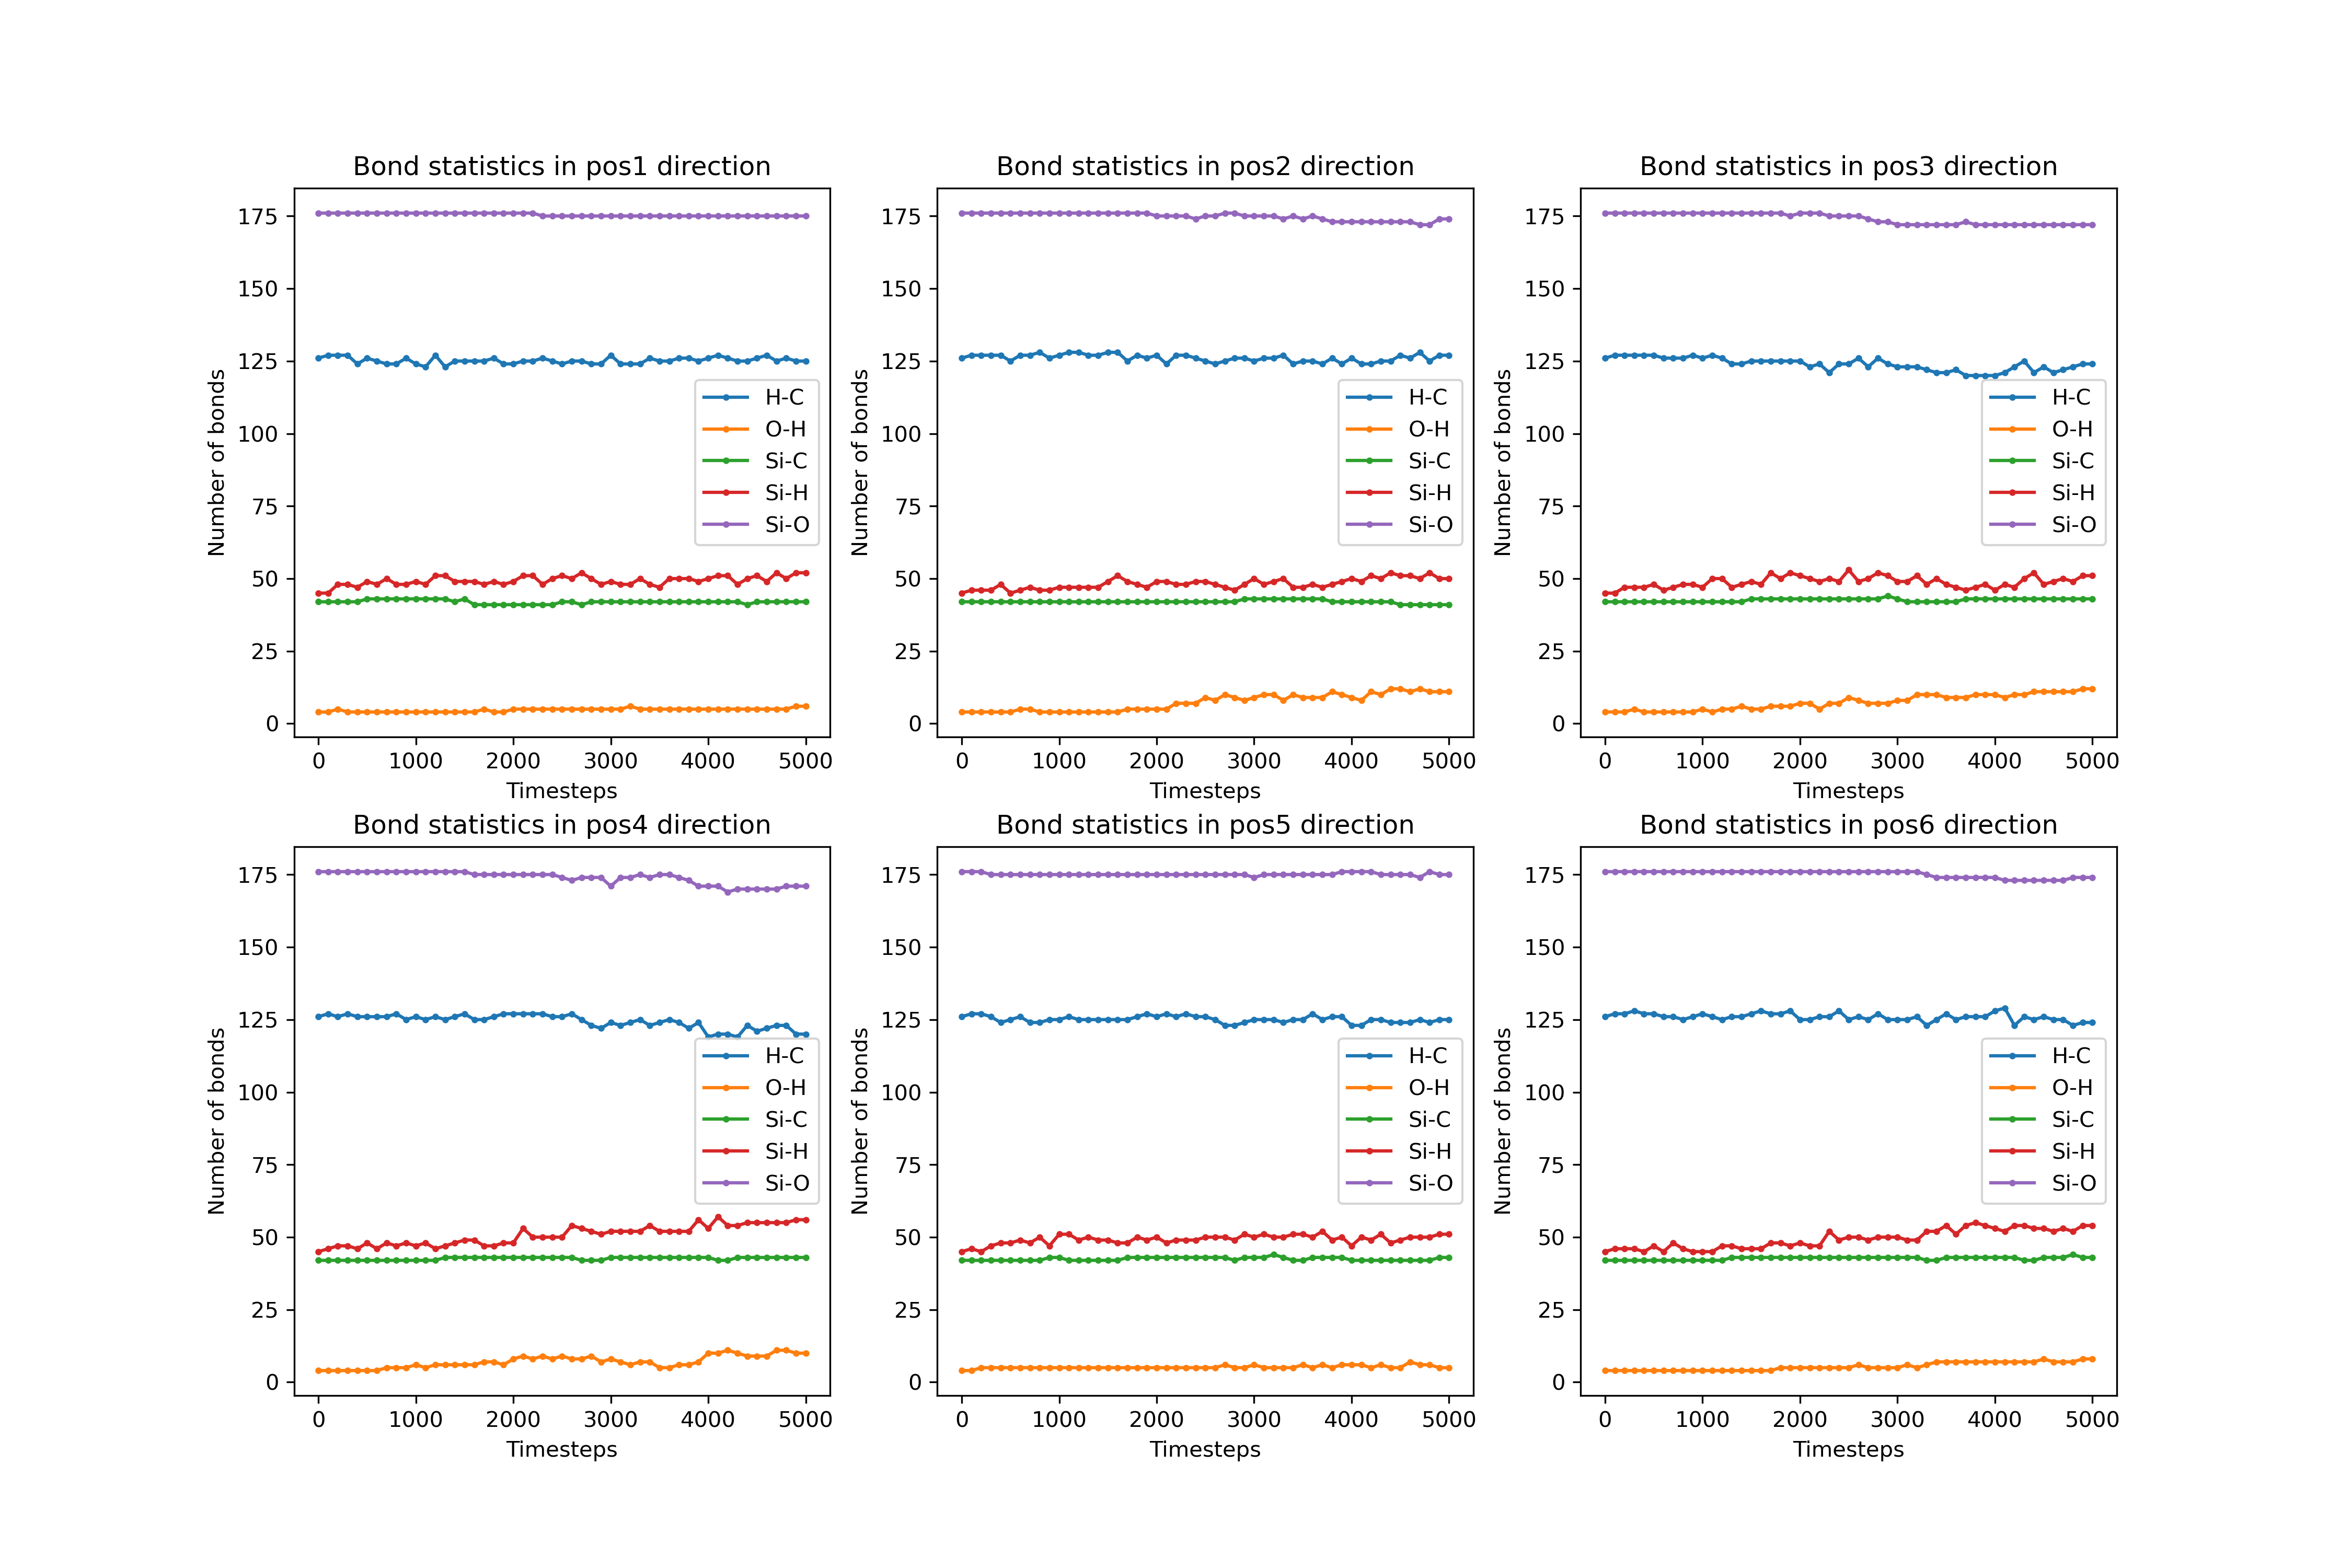 Bond statistics in pos1 direction
Number of bonds
175
150
125
100
75
50
25
0
H-C
O-H
Si-C
Si-H
Si-O
0 1000 2000 3000 4000 5000
Timesteps
Bond statistics in pos2 direction
Number of bonds
175
150
125
100
75
50
25
0
H-C
O-H
Si-C
Si-H
Si-O
0 1000 2000 3000 4000 5000
Timesteps
Bond statistics in pos3 direction
Number of bonds
175
150
125
100
75
50
25
0
H-C
O-H
Si-C
Si-H
Si-O
0 1000 2000 3000 4000 5000
Timesteps
Bond statistics in pos4 direction
Number of bonds
175
150
125
100
75
50
25
0
H-C
O-H
Si-C
Si-H
Si-O
0 1000 2000 3000 4000 5000
Timesteps
Bond statistics in pos5 direction
Number of bonds
175
150
125
100
75
50
25
0
H-C
O-H
Si-C
Si-H
Si-O
0 1000 2000 3000 4000 5000
Timesteps
Bond statistics in pos6 direction
Number of bonds
175
150
125
100
75
50
25
0
H-C
O-H
Si-C
Si-H
Si-O
0 1000 2000 3000 4000 5000
Timesteps